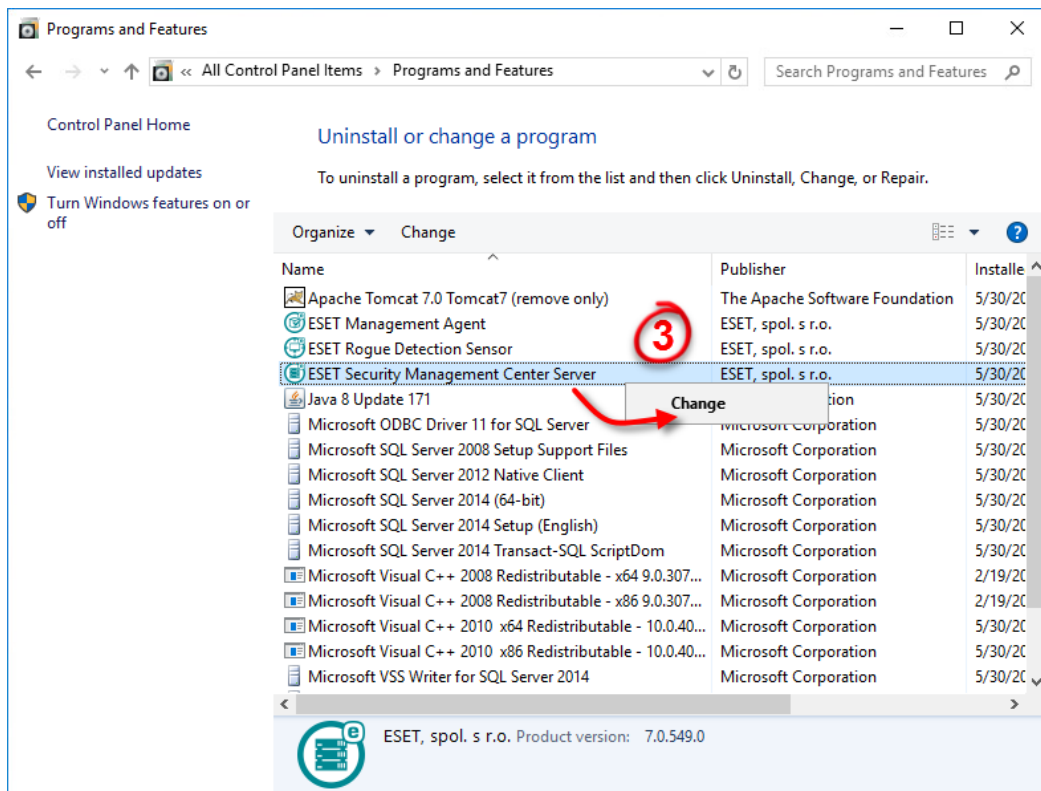 Programs and Features
« All Control Panel Items > Programs and Features
Search Programs and Features
Control Panel Home
View installed updates
Turn Windows features on or
off
Uninstall or change a program
To uninstall a program, select it from the list and then click Uninstall, Change, or Repair.
Organize Change
?
Name Publisher Installe
Apache Tomcat 7.0 Tomcat7 (remove only) The Apache Software Foundation 5/30/20
ESET Management Agent ESET, spol. s r.o. 5/30/20
3
ESET Rogue Detection Sensor ESET, spol. s r.o. 5/30/20
ESET Security Management Center Server ESET, spol. s r.o. 5/30/20
Java 8 Update 171 tion 5/30/20
Change
Microsoft ODBC Driver 11 for SQL Server Microsoft Corporation 5/30/20
Microsoft SQL Server 2008 Setup Support Files Microsoft Corporation 5/30/20
Microsoft SQL Server 2012 Native Client Microsoft Corporation 5/30/20
Microsoft SQL Server 2014 (64-bit) Microsoft Corporation 5/30/20
Microsoft SQL Server 2014 Setup (English) Microsoft Corporation 5/30/20
Microsoft SQL Server 2014 Transact-SQL ScriptDom Microsoft Corporation 5/30/20
Microsoft Visual C++ 2008 Redistributable - x64 9.0.307... Microsoft Corporation 2/19/20
Microsoft Visual C++ 2008 Redistributable - x86 9.0.307... Microsoft Corporation 2/19/20
Microsoft Visual C++ 2010 x64 Redistributable - 10.0.40... Microsoft Corporation 5/30/20
Microsoft Visual C++ 2010 x86 Redistributable - 10.0.40... Microsoft Corporation 5/30/20
Microsoft VSS Writer for SQL Server 2014 Microsoft Corporation 5/30/20
e
ESET, spol. s r.o. Product version: 7.0.549.0